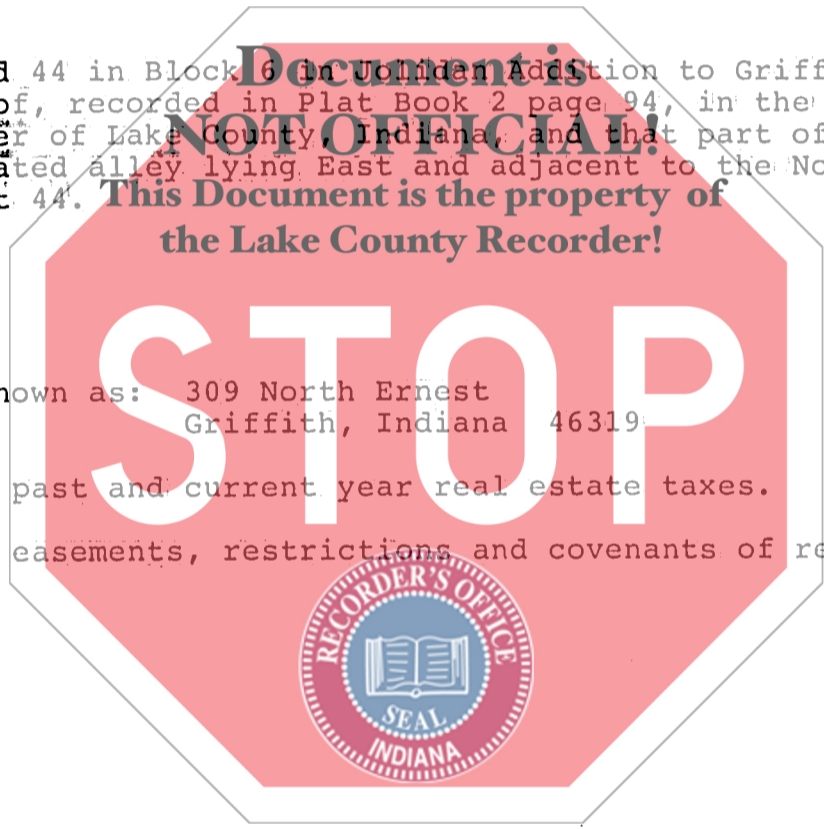 Document is
44 in Block 6 in Jolidan Addition to Griff
of, recorded in Plat Book 2 page 94, in the
er of Lake County, Indiana, and that part of
NOT OFFICIAL!
ated alley lying East and adjacent to the No
44.
This Document is the property of
the Lake County Recorder!
STOP
nown as: 309 North Ernest
Griffith, Indiana 46319
past and current year real estate taxes.
easements, restrictions and covenants of re
RECORDER'S OFFICE
SEAL
INDIANA